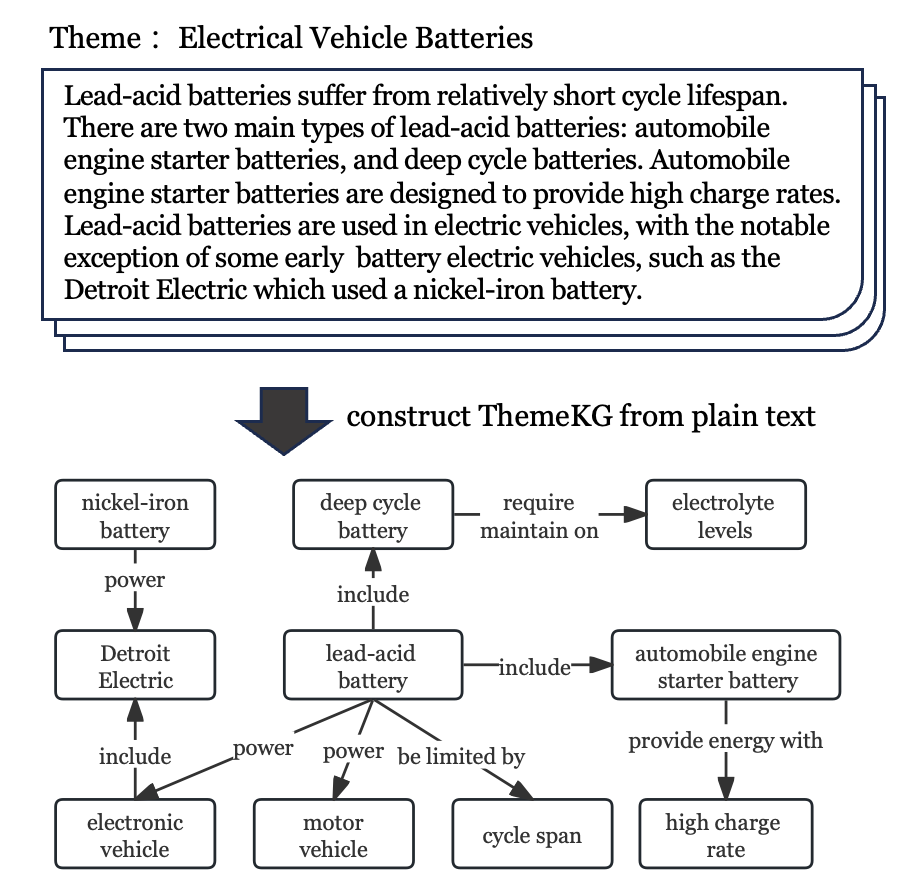 Theme： Electrical Vehicle Batteries
Lead-acid batteries suffer from relatively short cycle lifespan.
There are two main types of lead-acid batteries: automobile
engine starter batteries, and deep cycle batteries. Automobile
engine starter batteries are designed to provide high charge rates.
Lead-acid batteries are used in electric vehicles, with the notable
exception of some early battery electric vehicles, such as the
Detroit Electric which used a nickel-iron battery.
construct ThemeKG from plain text
nickel-iron
battery
deep cycle
battery
require
maintain on
electrolyte
levels
power
include
Detroit
Electric
lead-acid
battery
include
automobile engine
starter battery
include
power
power
be limited by
provide energy with
electronic
vehicle
motor
vehicle
cycle span
high charge
rate